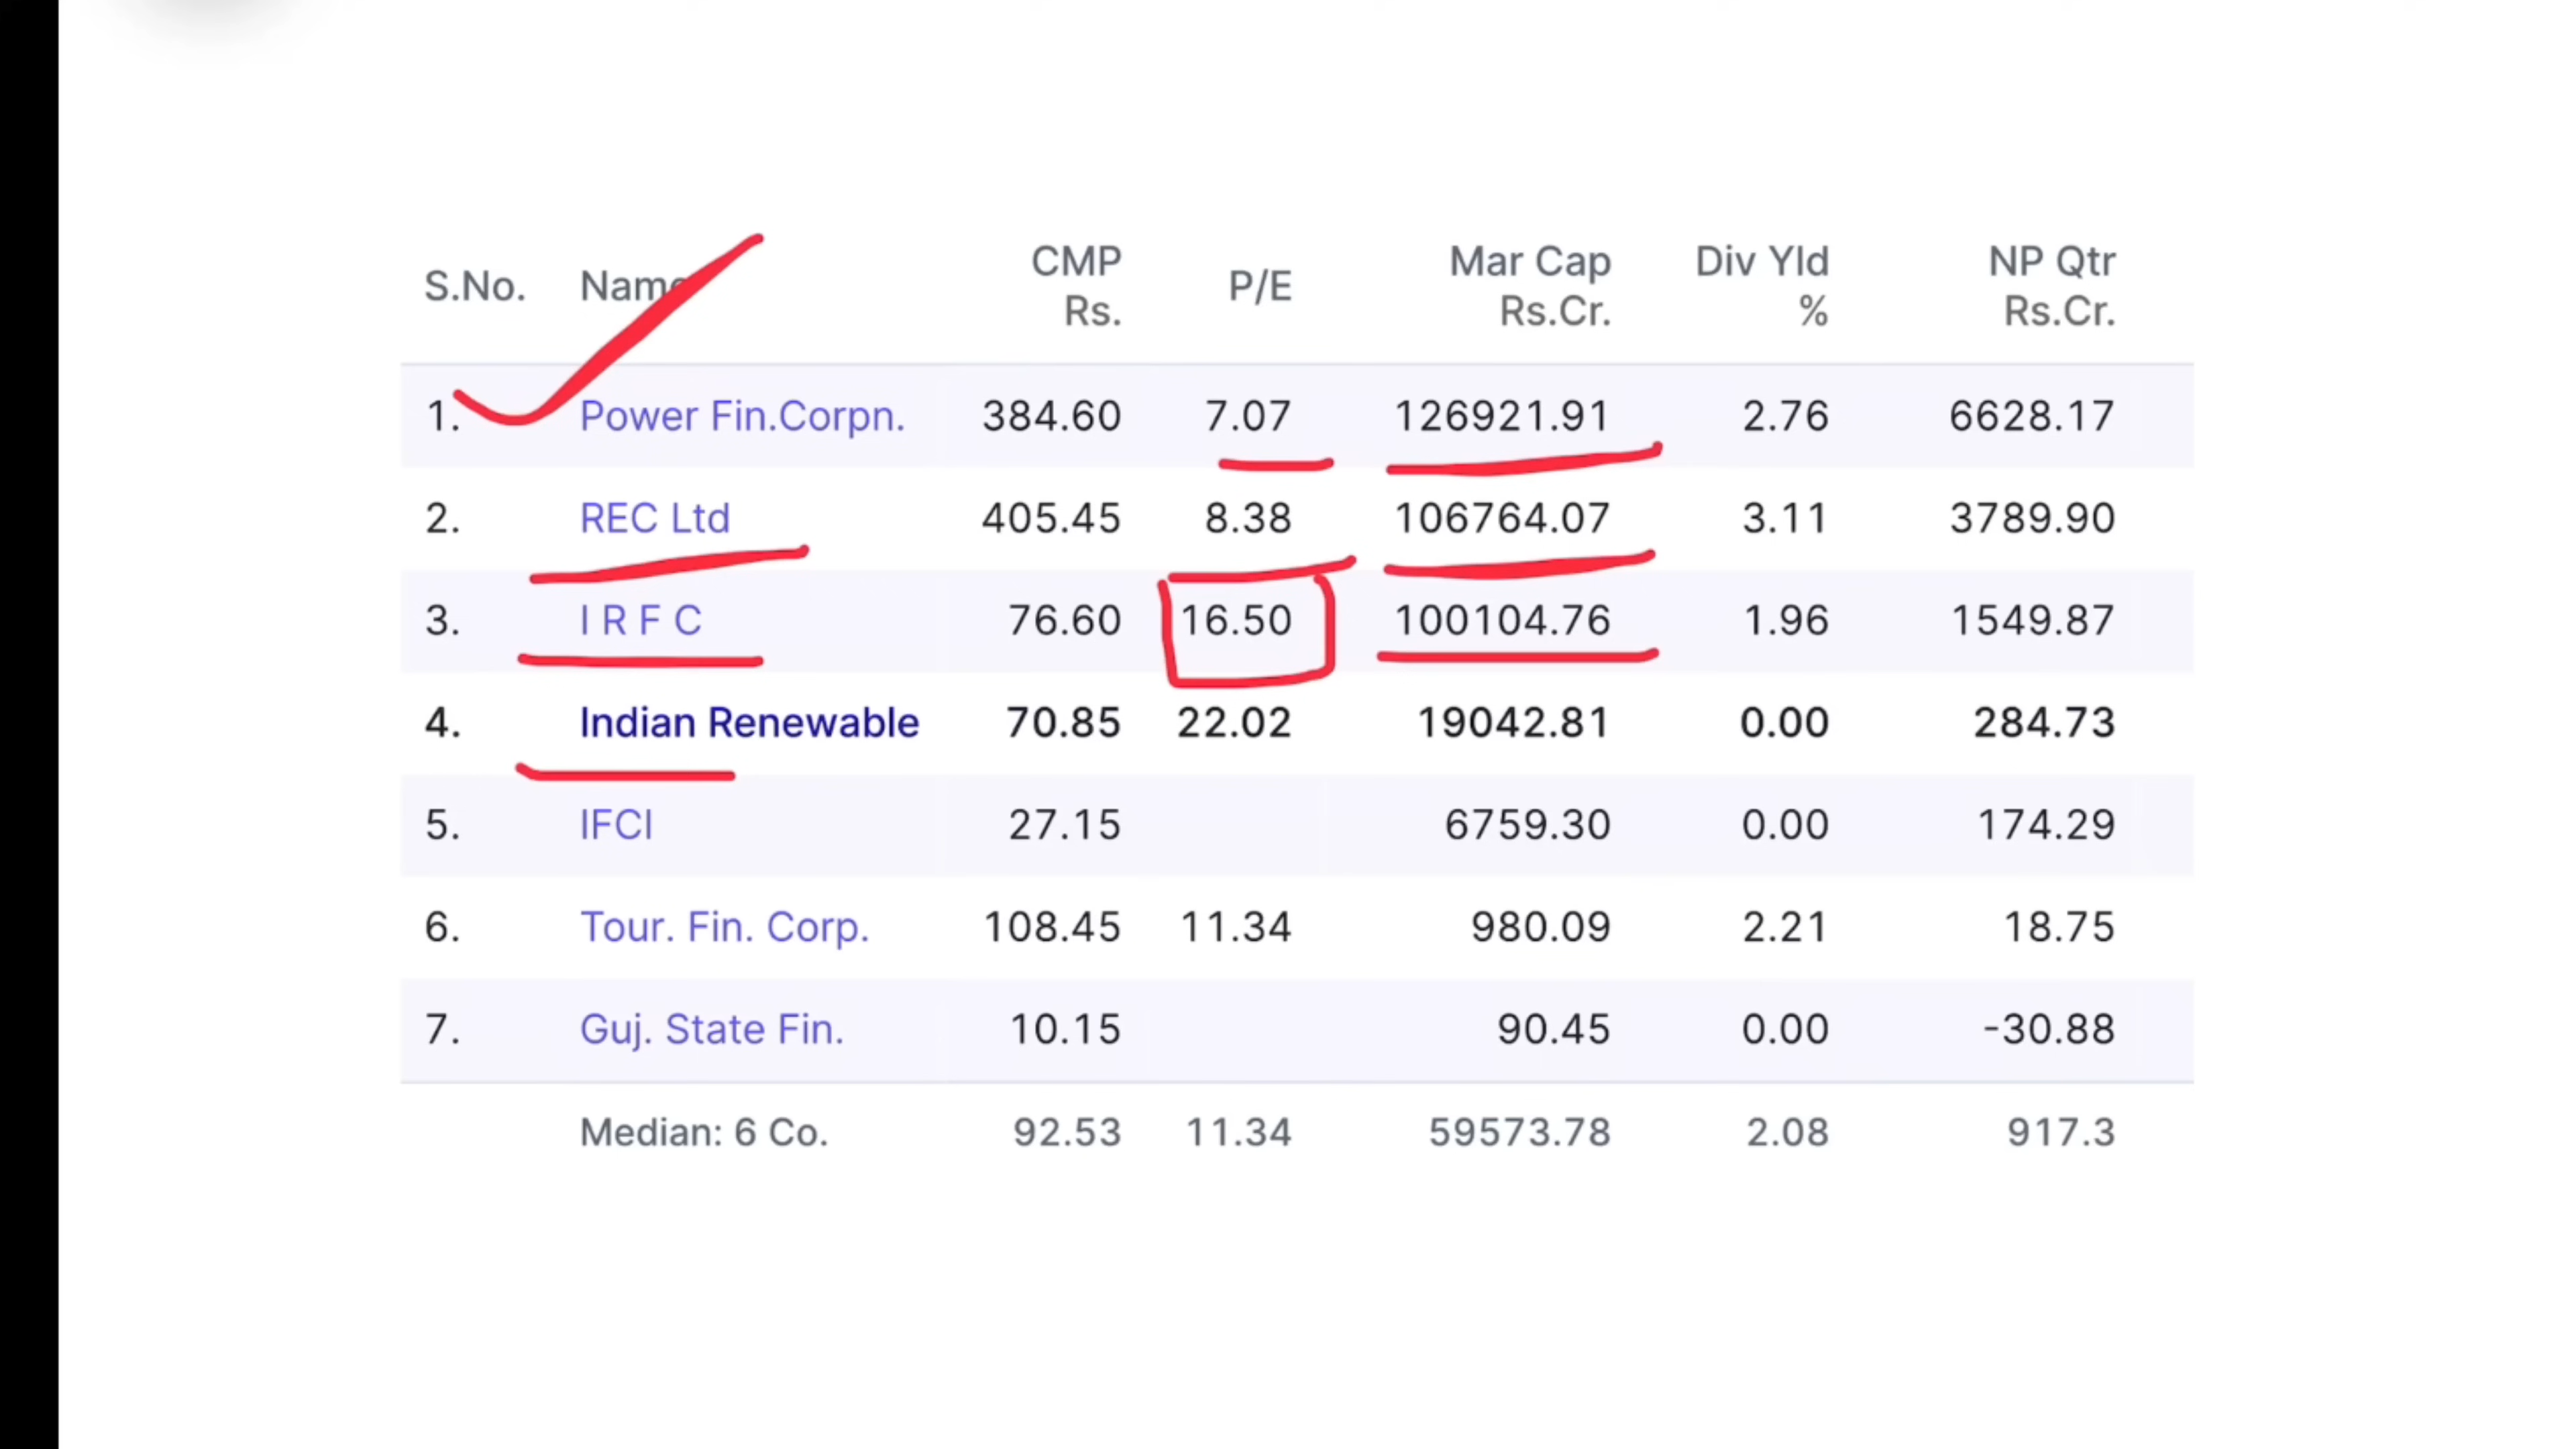 S.No. Name CMP Rs. P/E Mar Cap Rs.Cr. Div Yld % NP Qtr Rs.Cr.
1. Power Fin.Corpn. 384.60 7.07 126921.91 2.76 6628.17
2. REC Ltd 405.45 8.38 106764.07 3.11 3789.90
3. I R F C 76.60 16.50 100104.76 1.96 1549.87
4. Indian Renewable 70.85 22.02 19042.81 0.00 284.73
5. IFCI 27.15 6759.30 0.00 174.29
6. Tour. Fin. Corp. 108.45 11.34 980.09 2.21 18.75
7. Guj. State Fin. 10.15 90.45 0.00 -30.88
Median: 6 Co. 92.53 11.34 59573.78 2.08 917.3